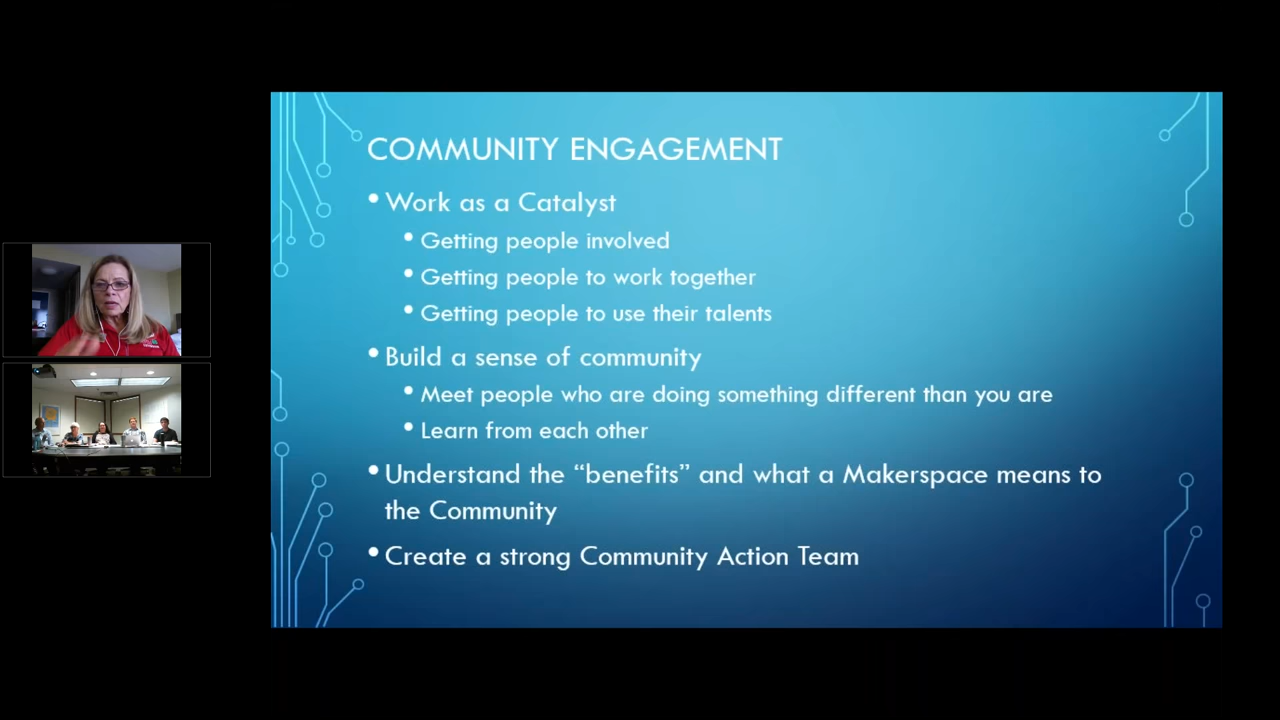 COMMUNITY ENGAGEMENT
• Work as a Catalyst
• Getting people involved
• Getting people to work together
• Getting people to use their talents
• Build a sense of community
• Meet people who are doing something different than you are
• Learn from each other
• Understand the “benefits” and what a Makerspace means to
the Community
• Create a strong Community Action Team